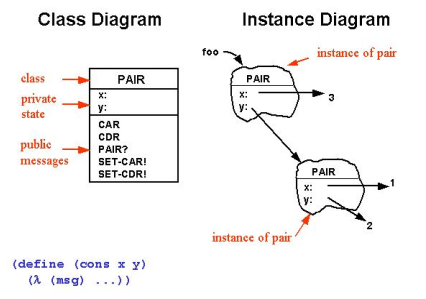 Class Diagram
class
private
state
public
messages
PAIR
x:
y:
CAR
CDR
PAIR?
SET-CAR!
SET-CDR!
(define (cons x y)
(λ (msg) ...))
Instance Diagram
foo
instance of pair
PAIR
x:
y:
3
PAIR
x:
y:
1
2
instance of pair